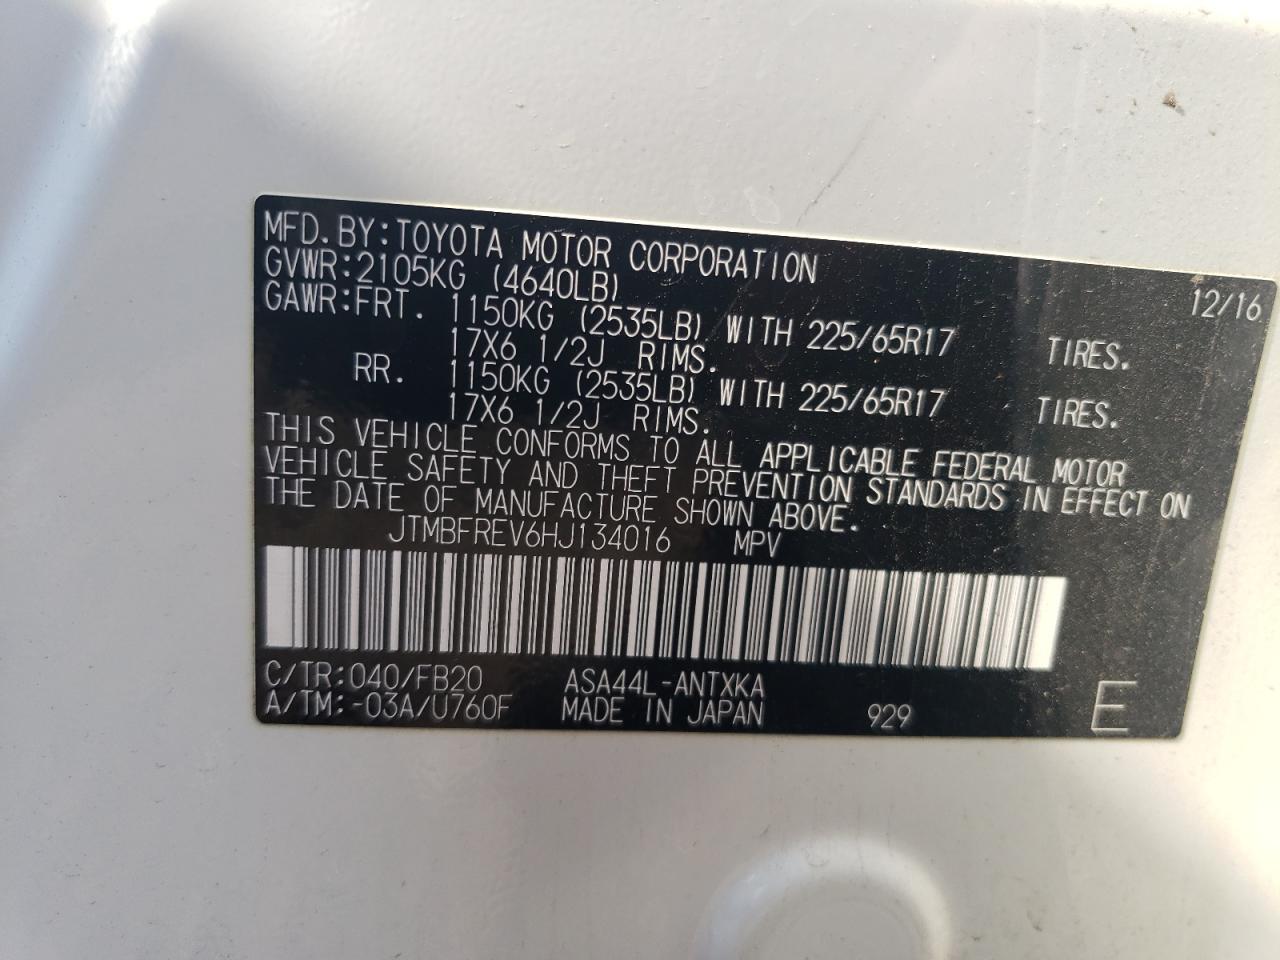 MFD.BY:TOYOTA MOTOR CORPORATION 12/16
GVWR:2105KG (4640LB)
GAWR:FRT. 1150KG (2535LB) WITH 225/65R17 TIRES.
17X6 1/2J RIMS.
RR. 1150KG (2535LB) WITH 225/65R17 TIRES.
17X6 1/2J RIMS.
THIS VEHICLE CONFORMS TO ALL APPLICABLE FEDERAL MOTOR
VEHICLE SAFETY AND THEFT PREVENTION STANDARDS IN EFFECT ON
THE DATE OF MANUFACTURE SHOWN ABOVE.
JTMBFREV6HJ134016 MPV
C/TR:040/FB20 ASA44L-ANTXKA
A/TM:-03A/U760F MADE IN JAPAN 929 E